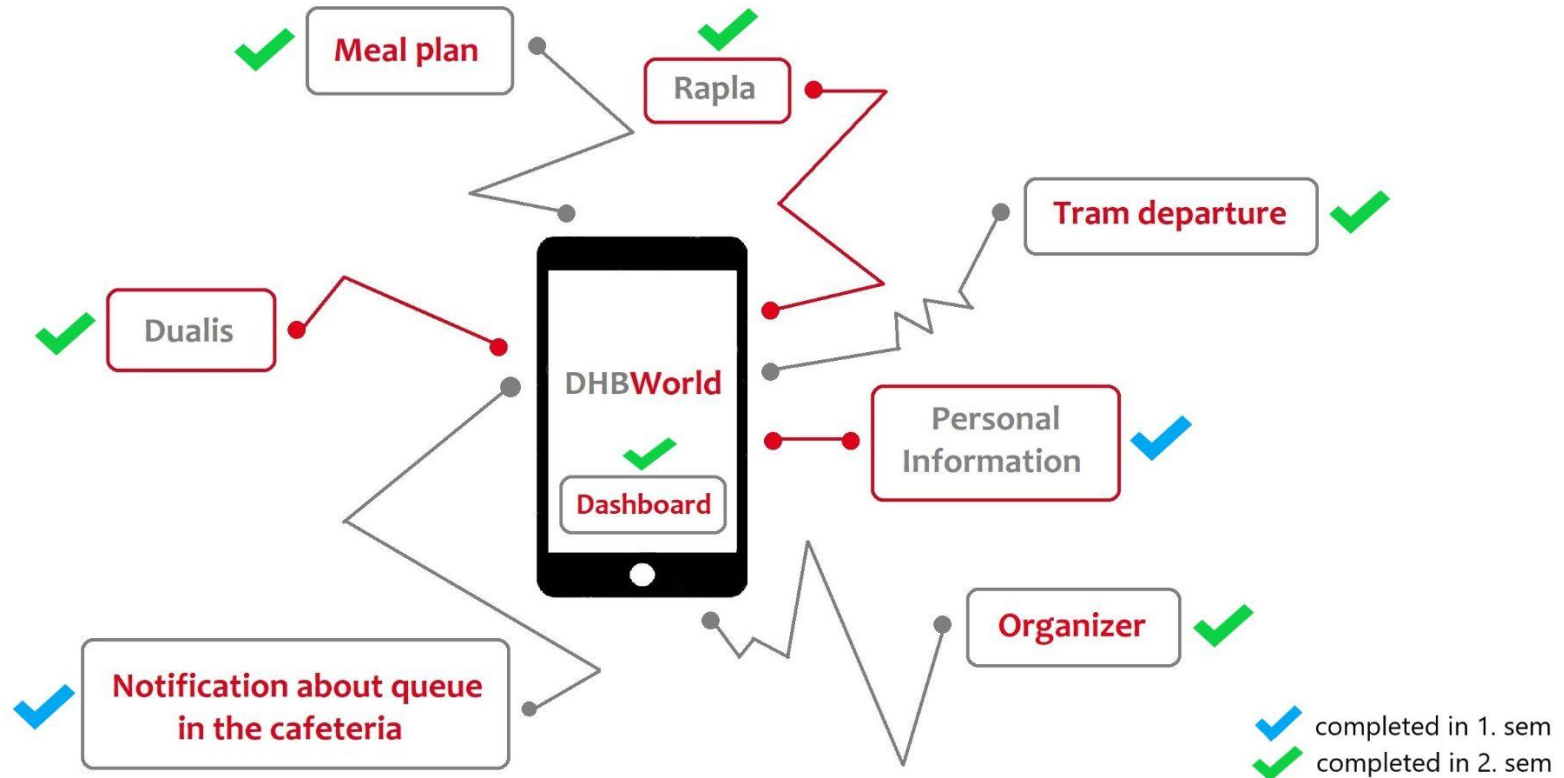 Meal plan
Rapla
Tram departure
Dualis
DHBWorld
Personal
Information
Dashboard
Organizer
Notification about queue
in the cafeteria
completed in 1. sem
completed in 2. sem